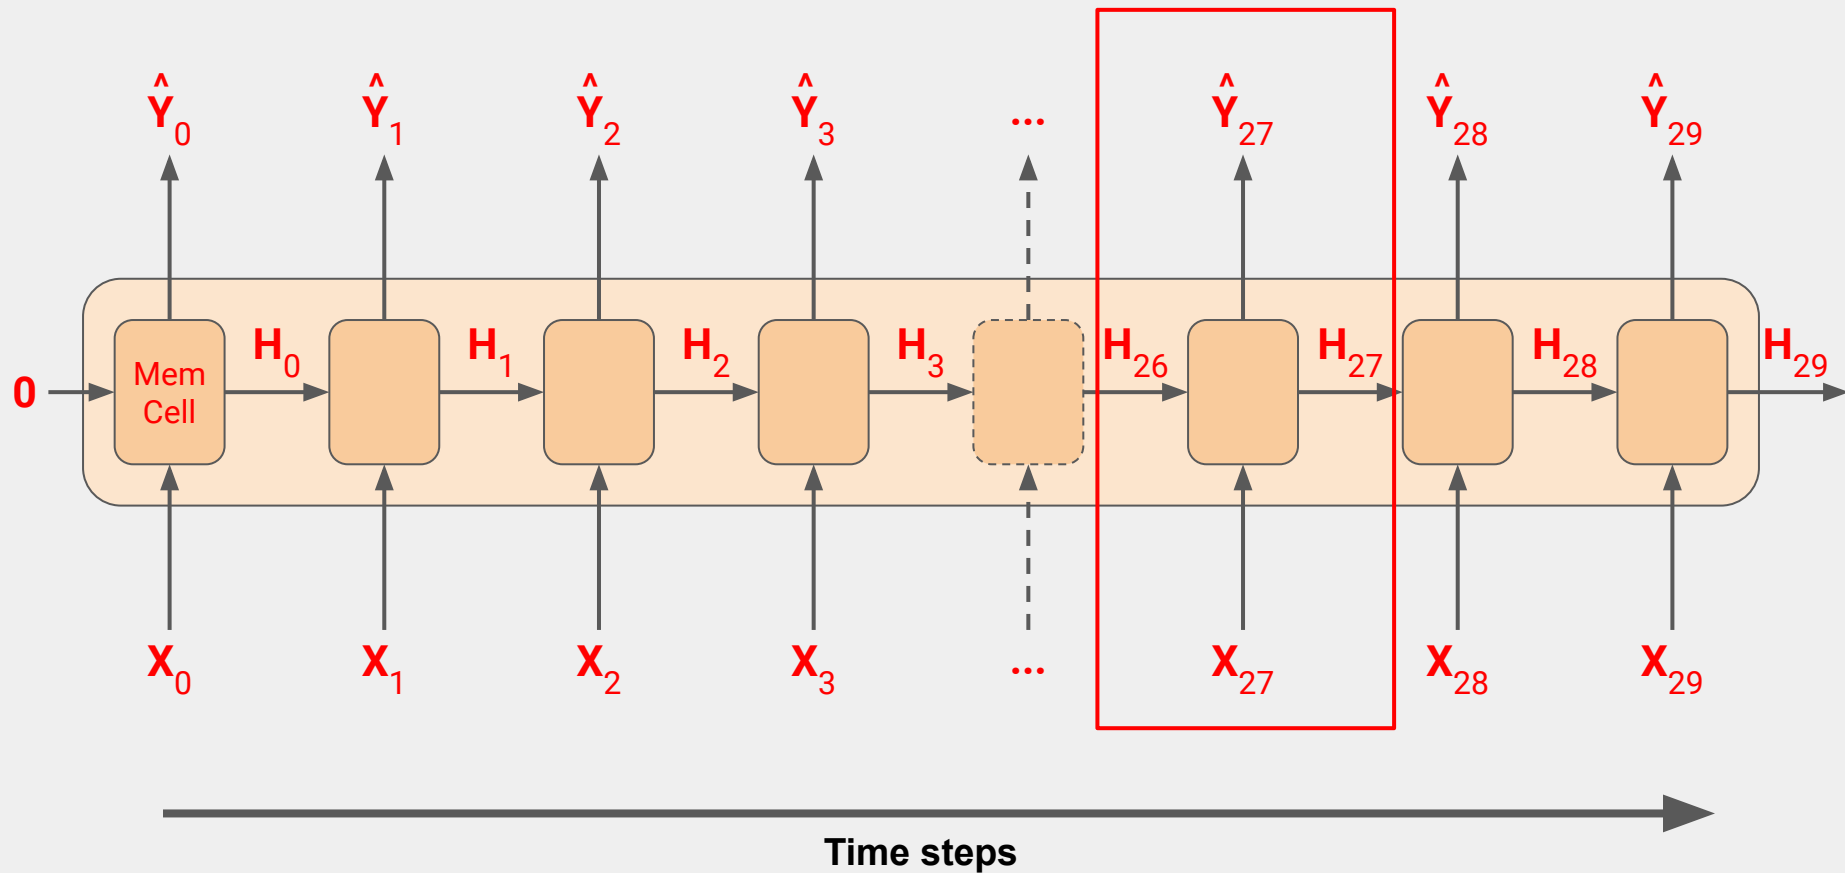 Ŷ0 Ŷ1 Ŷ2 Ŷ3 ... Ŷ27 Ŷ28 Ŷ29
H0 H1 H2 H3 H26 H27 H28 H29
0 Mem
Cell
X0 X1 X2 X3 ... X27 X28 X29
Time steps